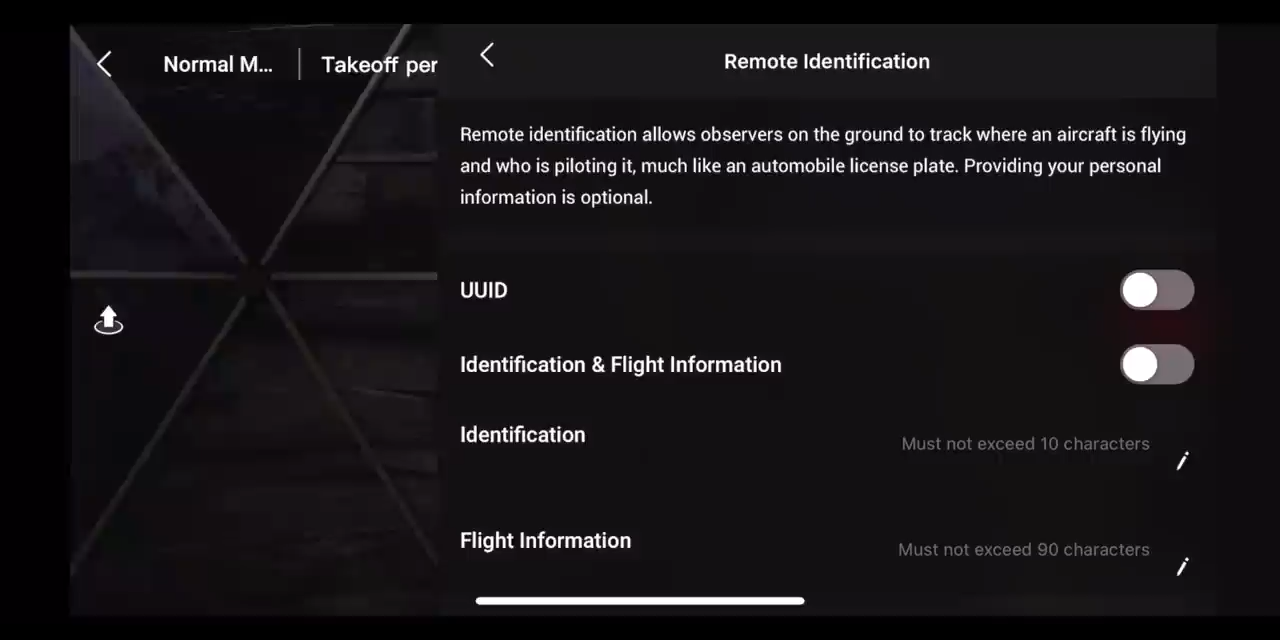 Normal M...
Takeoff per
Remote Identification
Remote identification allows observers on the ground to track where an aircraft is flying
and who is piloting it, much like an automobile license plate. Providing your personal
information is optional.
UUID
Identification & Flight Information
Identification
Must not exceed 10 characters
Flight Information
Must not exceed 90 characters